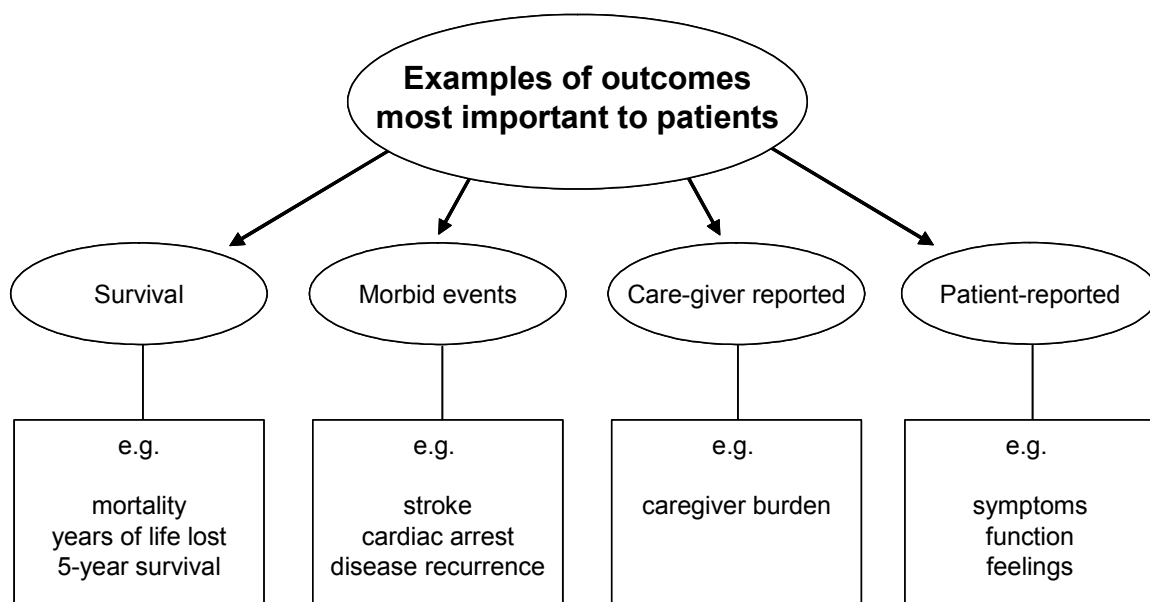 Examples of outcomes
most important to patients
Survival
Morbid events
Care-giver reported
Patient-reported
e.g.
mortality
years of life lost
5-year survival
e.g.
stroke
cardiac arrest
disease recurrence
e.g.
caregiver burden
e.g.
symptoms
function
feelings